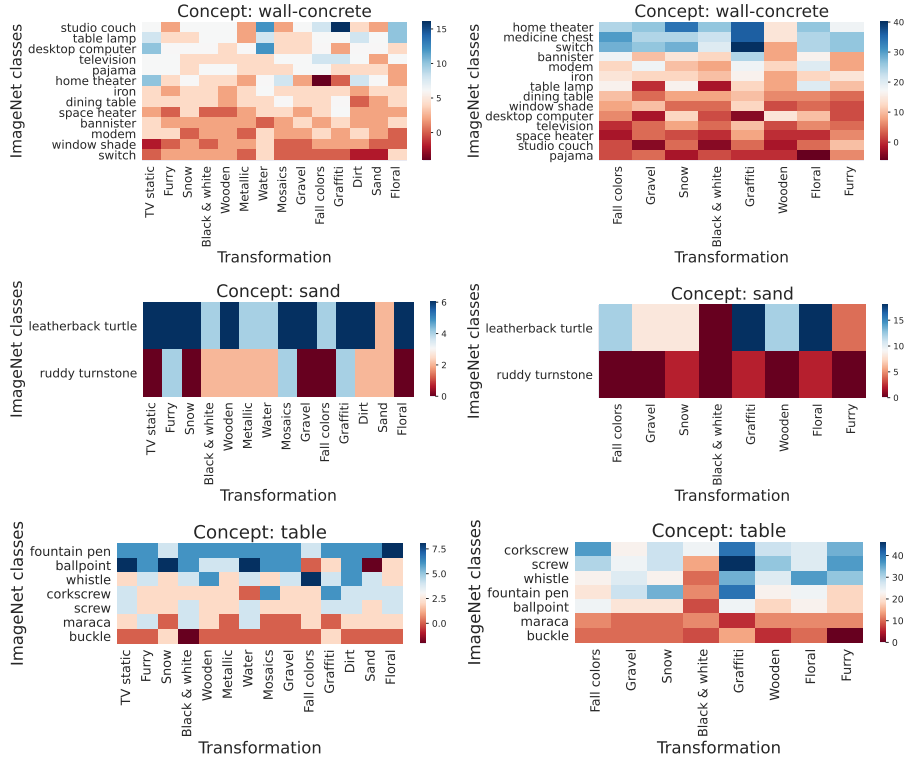 Concept: wall-concrete
ImageNet classes
studio couch
table lamp
desktop computer
television
pajama
home theater
iron
dining table
space heater
bannister
modem
window shade
switch
15
10
5
0
TV static
Furry
Snow
Black & white
Wooden
Metallic
Water
Mosaics
Gravel
Fall colors
Graffiti
Dirt
Sand
Floral
Transformation
Concept: wall-concrete
ImageNet classes
home theater
medicine chest
switch
bannister
modem
iron
table lamp
dining table
window shade
desktop computer
television
space heater
studio couch
pajama
40
30
20
10
0
Fall colors
Gravel
Snow
Black & white
Graffiti
Wooden
Floral
Furry
Transformation
Concept: sand
ImageNet classes
leatherback turtle
ruddy turnstone
6
4
2
0
TV static
Furry
Snow
Black & white
Wooden
Metallic
Water
Mosaics
Gravel
Fall colors
Graffiti
Dirt
Sand
Floral
Transformation
Concept: sand
ImageNet classes
leatherback turtle
ruddy turnstone
15
10
5
0
Fall colors
Gravel
Snow
Black & white
Graffiti
Wooden
Floral
Furry
Transformation
Concept: table
ImageNet classes
fountain pen
ballpoint
whistle
corkscrew
screw
maraca
buckle
7.5
5.0
2.5
0.0
TV static
Furry
Snow
Black & white
Wooden
Metallic
Water
Mosaics
Gravel
Fall colors
Graffiti
Dirt
Sand
Floral
Transformation
Concept: table
ImageNet classes
corkscrew
screw
whistle
fountain pen
ballpoint
maraca
buckle
40
30
20
10
0
Fall colors
Gravel
Snow
Black & white
Graffiti
Wooden
Floral
Furry
Transformation